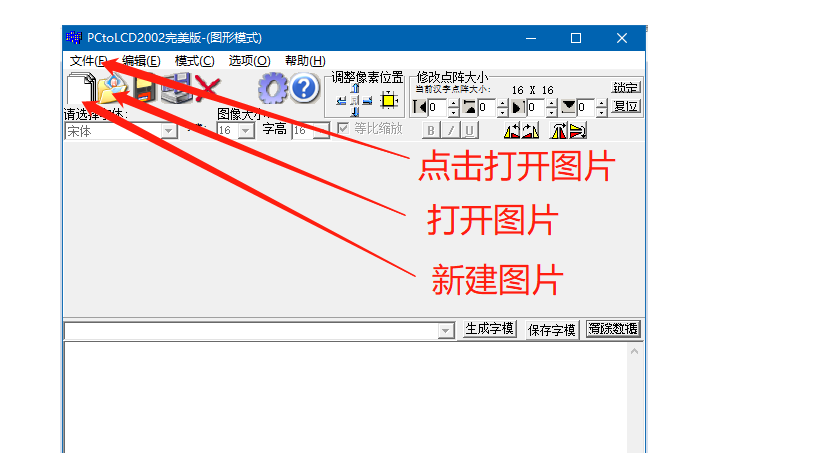 PCtoLCD2002完美版-(图形模式)
文件(F) 编辑(E) 模式(C) 选项(O) 帮助(H)
调整像素位置
修改点阵大小
当前汉字点阵大小: 16 X 16
锁定
0 0 0 0
复位
请选择字体:
图像大小:
宋体
16
字高
16
等比缩放
B I U
点击打开图片
打开图片
新建图片
生成字模
保存字模
清除数据